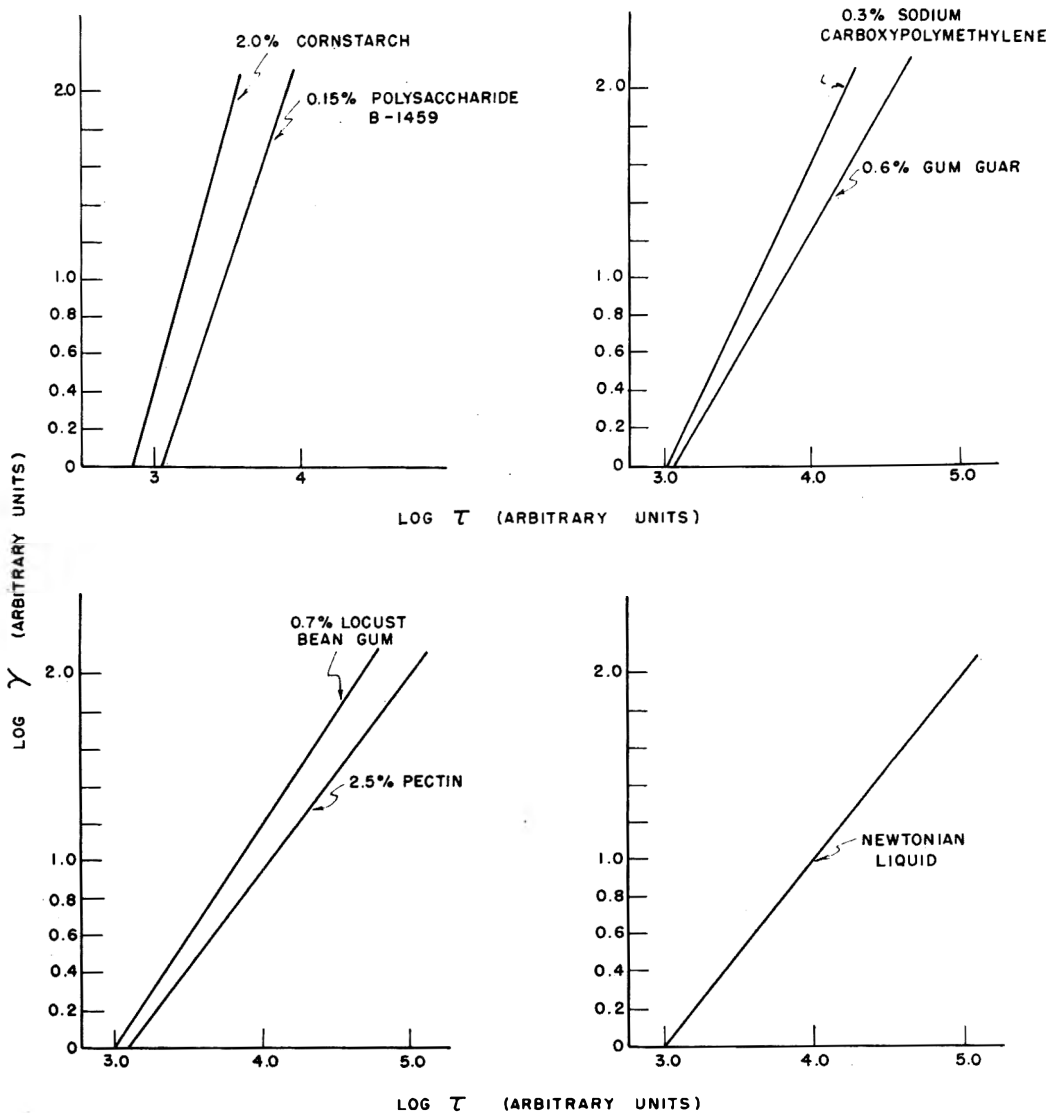 2.0% CORNSTARCH
0.15% POLYSACCHARIDE
B-1459
2.0
1.0
0.8
0.6
0.4
0.2
0
3
4
0.3% SODIUM
CARBOXYPOLYMETHYLENE
0.6% GUM GUAR
2.0
1.0
0.8
0.6
0.4
0.2
0
3.0
4.0
5.0
LOG τ (ARBITRARY UNITS)
LOG γ (ARBITRARY UNITS)
0.7% LOCUST
BEAN GUM
2.5% PECTIN
2.0
1.0
0.8
0.6
0.4
0.2
0
3.0
4.0
5.0
NEWTONIAN
LIQUID
2.0
1.0
0.8
0.6
0.4
0.2
0
3.0
4.0
5.0
LOG τ (ARBITRARY UNITS)